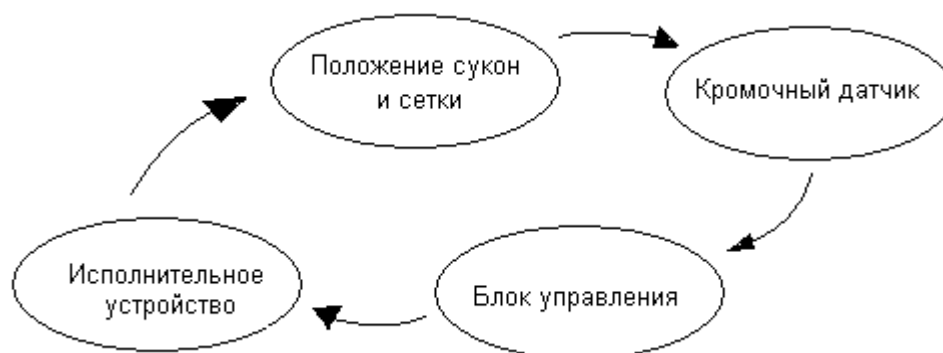 Положение сукон
и сетки
Кромочный датчик
Блок управления
Исполнительное
устройство